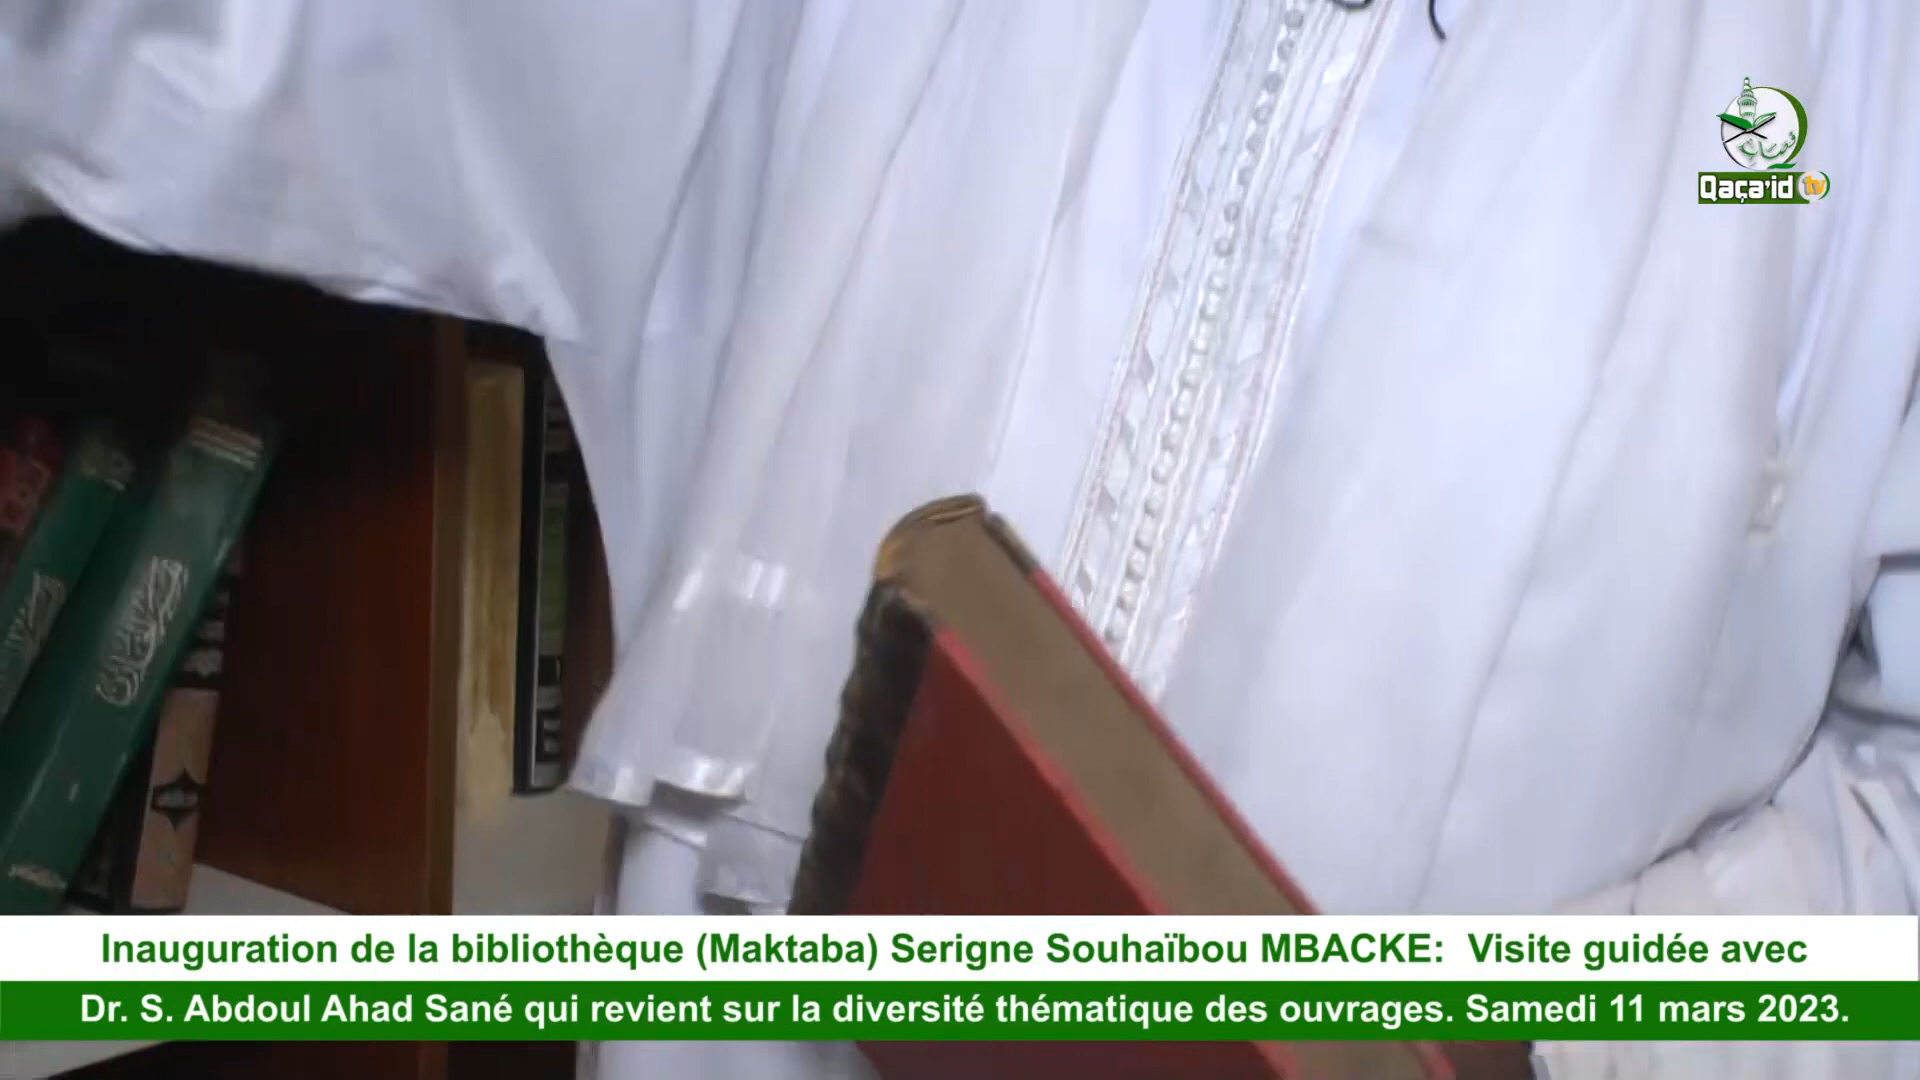 Qaça'id tv
Inauguration de la bibliothèque (Maktaba) Serigne Souhaïbou MBACKE: Visite guidée avec
Dr. S. Abdoul Ahad Sané qui revient sur la diversité thématique des ouvrages. Samedi 11 mars 2023.